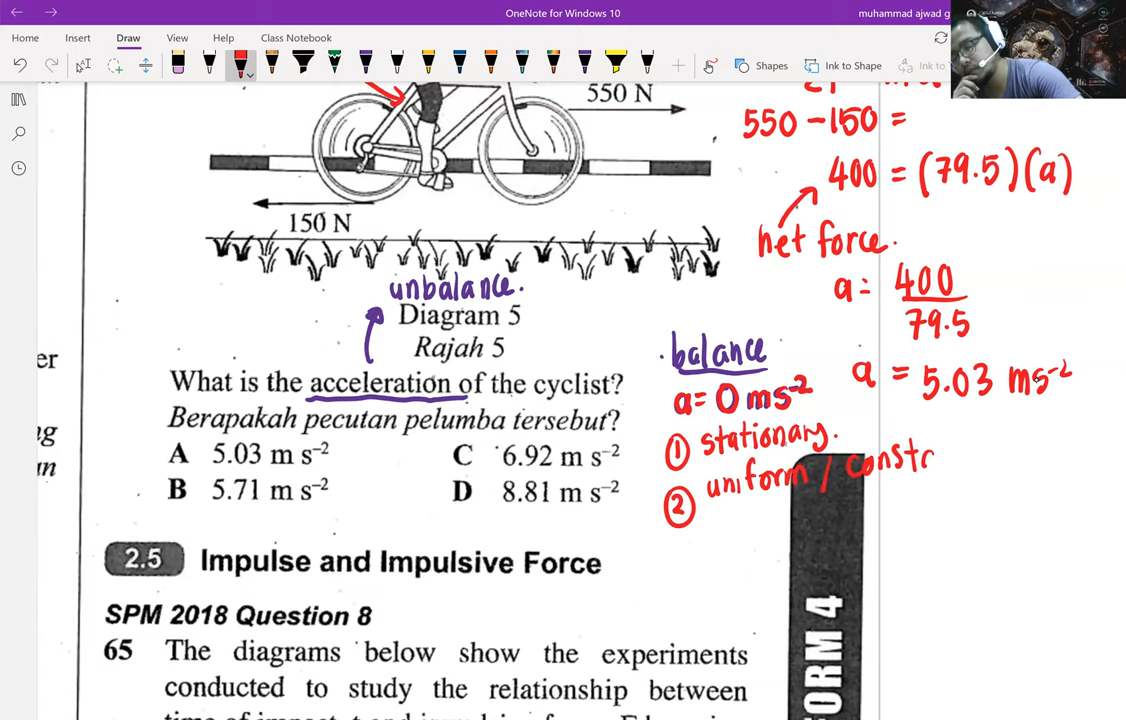 OneNote for Windows 10
muhammad ajwad g
Home Insert Draw View Help Class Notebook
Shapes Ink to Shape Ink to
550 N
150 N
550 - 150 =
400 = (79.5)(a)
net force.
a = 400
79.5
a = 5.03 ms-2
unbalance.
Diagram 5
Rajah 5
er
What is the acceleration of the cyclist?
Berapakah pecutan pelumba tersebut?
A 5.03 m s-2 C 6.92 m s-2
B 5.71 m s-2 D 8.81 m s-2
balance
a = 0 ms-2
1 stationary.
2 uniform / constr
2.5 Impulse and Impulsive Force
SPM 2018 Question 8
65 The diagrams below show the experiments
conducted to study the relationship between
FORM 4